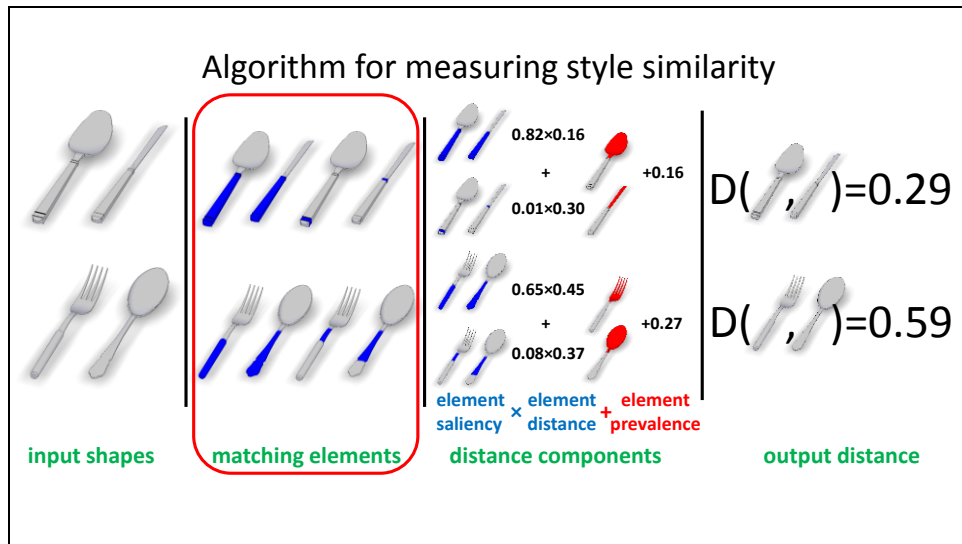 Algorithm for measuring style similarity
0.82×0.16
+
0.01×0.30
+0.16
0.65×0.45
+
0.08×0.37
+0.27
element saliency × element distance + element prevalence
D( , )=0.29
D( , )=0.59
input shapes
matching elements
distance components
output distance